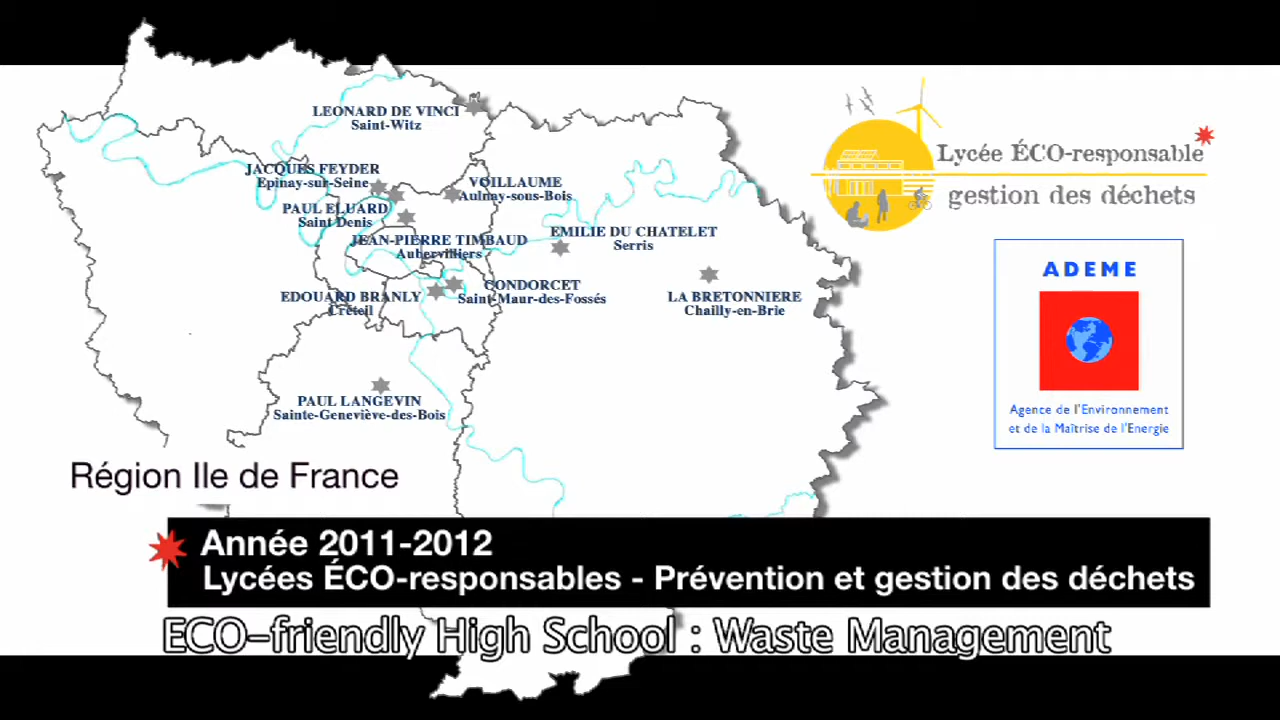 LEONARD DE VINCI
Saint-Witz
JACQUES FEYDER
Epinay-sur-Seine
VOILLAUME
Aulnay-sous-Bois
PAUL ELUARD
Saint Denis
JEAN-PIERRE TIMBAUD
Aubervilliers
EMILIE DU CHATELET
Serris
EDOUARD BRANLY
Créteil
CONDORCET
Saint-Maur-des-Fossés
LA BRETONNIERE
Chailly-en-Brie
PAUL LANGEVIN
Sainte-Geneviève-des-Bois
Lycée ÉCO-responsable
gestion des déchets
ADEME
Agence de l'Environnement
et de la Maîtrise de l'Energie
Région Ile de France
Année 2011-2012
Lycées ÉCO-responsables - Prévention et gestion des déchets
ECO-friendly High School : Waste Management